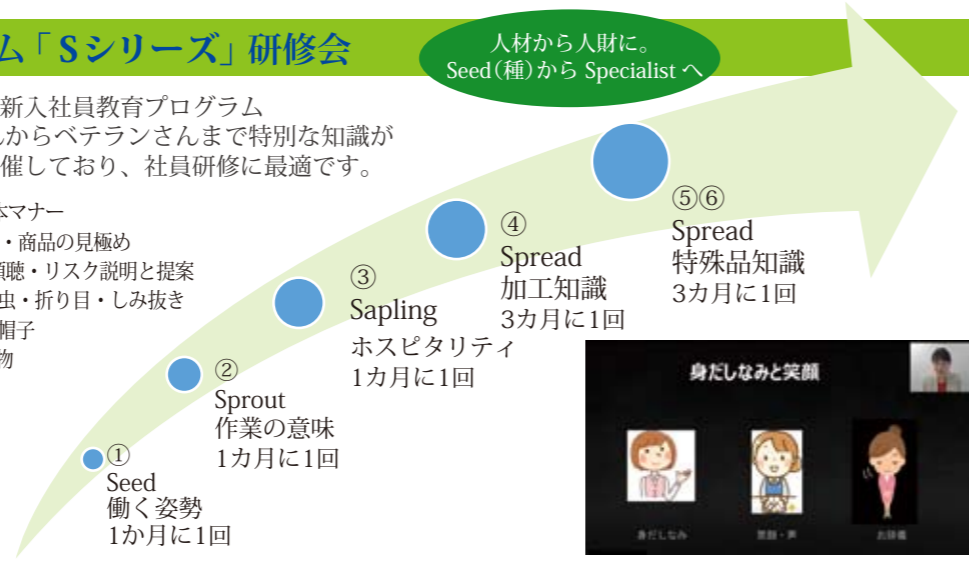 ム「Sシリーズ」研修会
人材から人財に。
Seed(種)から Specialist へ
新入社員教育プログラム
からベテランさんまで特別な知識が
催しており、社員研修に最適です。
マナー
・商品の見極め
聴・リスク説明と提案
虫・折り目・しみ抜き
帽子
物
⑤⑥
Spread
特殊品知識
3カ月に1回
④
Spread
加工知識
3カ月に1回
③
Sapling
ホスピタリティ
1カ月に1回
②
Sprout
作業の意味
1カ月に1回
①
Seed
働く姿勢
1か月に1回
身だしなみと笑顔
身だしなみ
笑顔・声
お辞儀